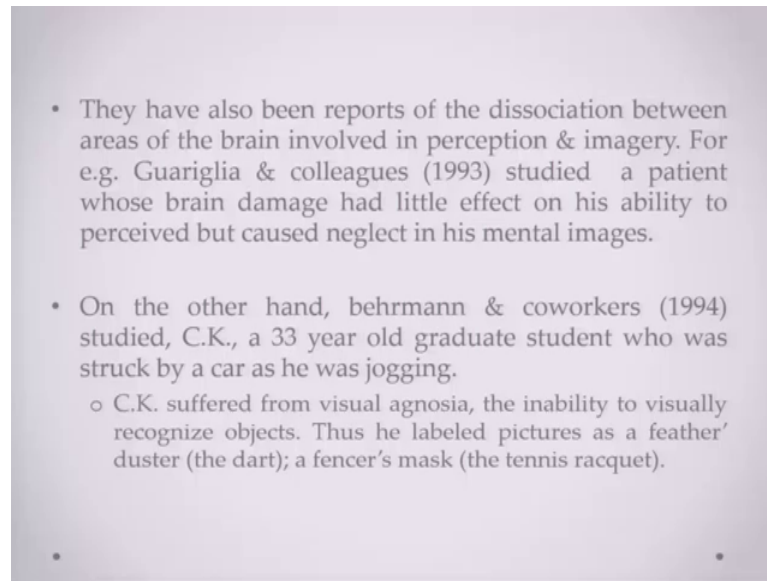 • They have also been reports of the dissociation between
areas of the brain involved in perception & imagery. For
e.g. Guariglia & colleagues (1993) studied a patient
whose brain damage had little effect on his ability to
perceived but caused neglect in his mental images.
• On the other hand, behrmann & coworkers (1994)
studied, C.K., a 33 year old graduate student who was
struck by a car as he was jogging.
o C.K. suffered from visual agnosia, the inability to visually
recognize objects. Thus he labeled pictures as a feather’
duster (the dart); a fencer’s mask (the tennis racquet).